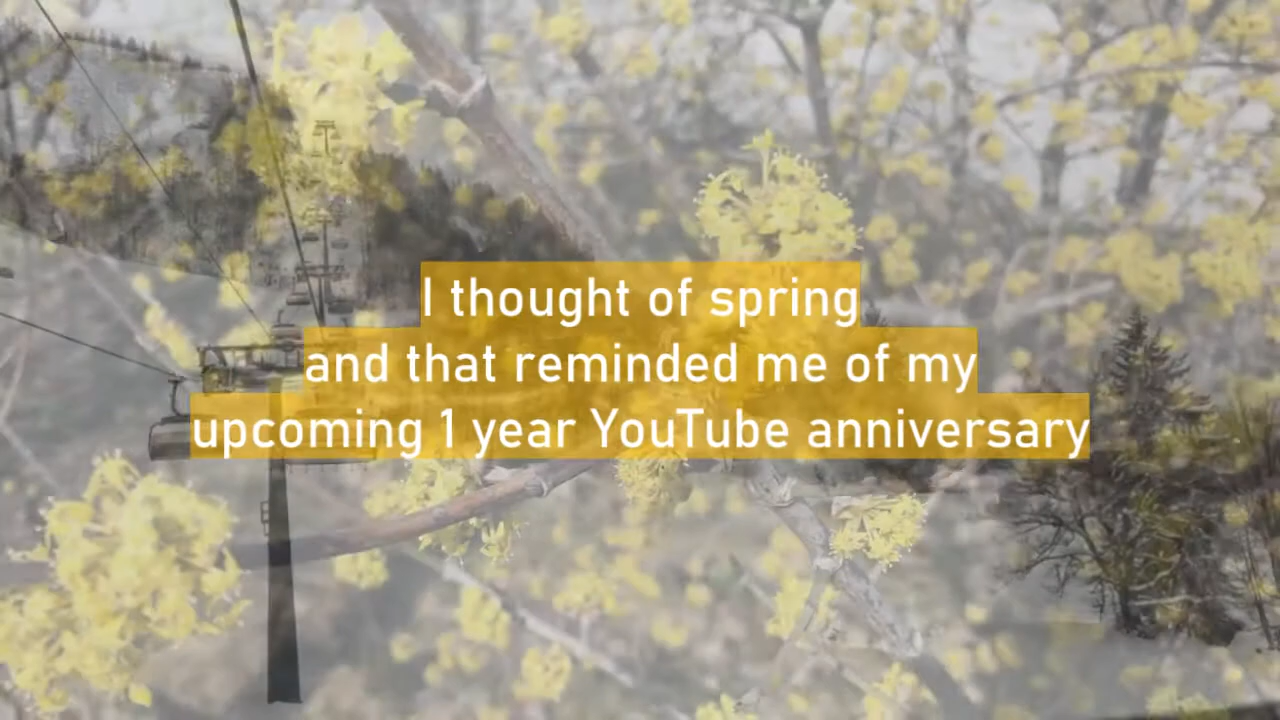 I thought of spring
and that reminded me of my
upcoming 1 year YouTube anniversary